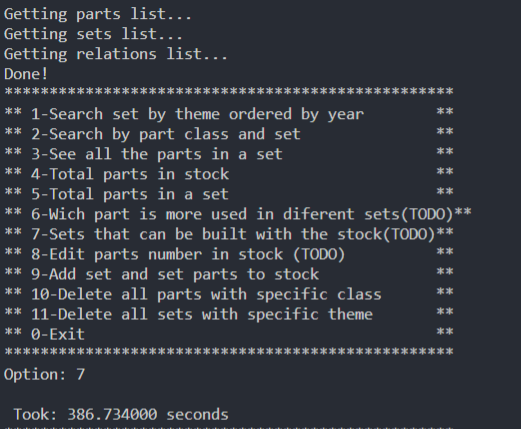 Getting parts list...
Getting sets list...
Getting relations list...
Done!
**************************************************
** 1-Search set by theme ordered by year        **
** 2-Search by part class and set               **
** 3-See all the parts in a set                 **
** 4-Total parts in stock                       **
** 5-Total parts in a set                       **
** 6-Wich part is more used in diferent sets(TODO)**
** 7-Sets that can be built with the stock(TODO)**
** 8-Edit parts number in stock (TODO)          **
** 9-Add set and set parts to stock             **
** 10-Delete all parts with specific class      **
** 11-Delete all sets with specific theme       **
** 0-Exit                                       **
**************************************************
Option: 7
 Took: 386.734000 seconds
**************************************************